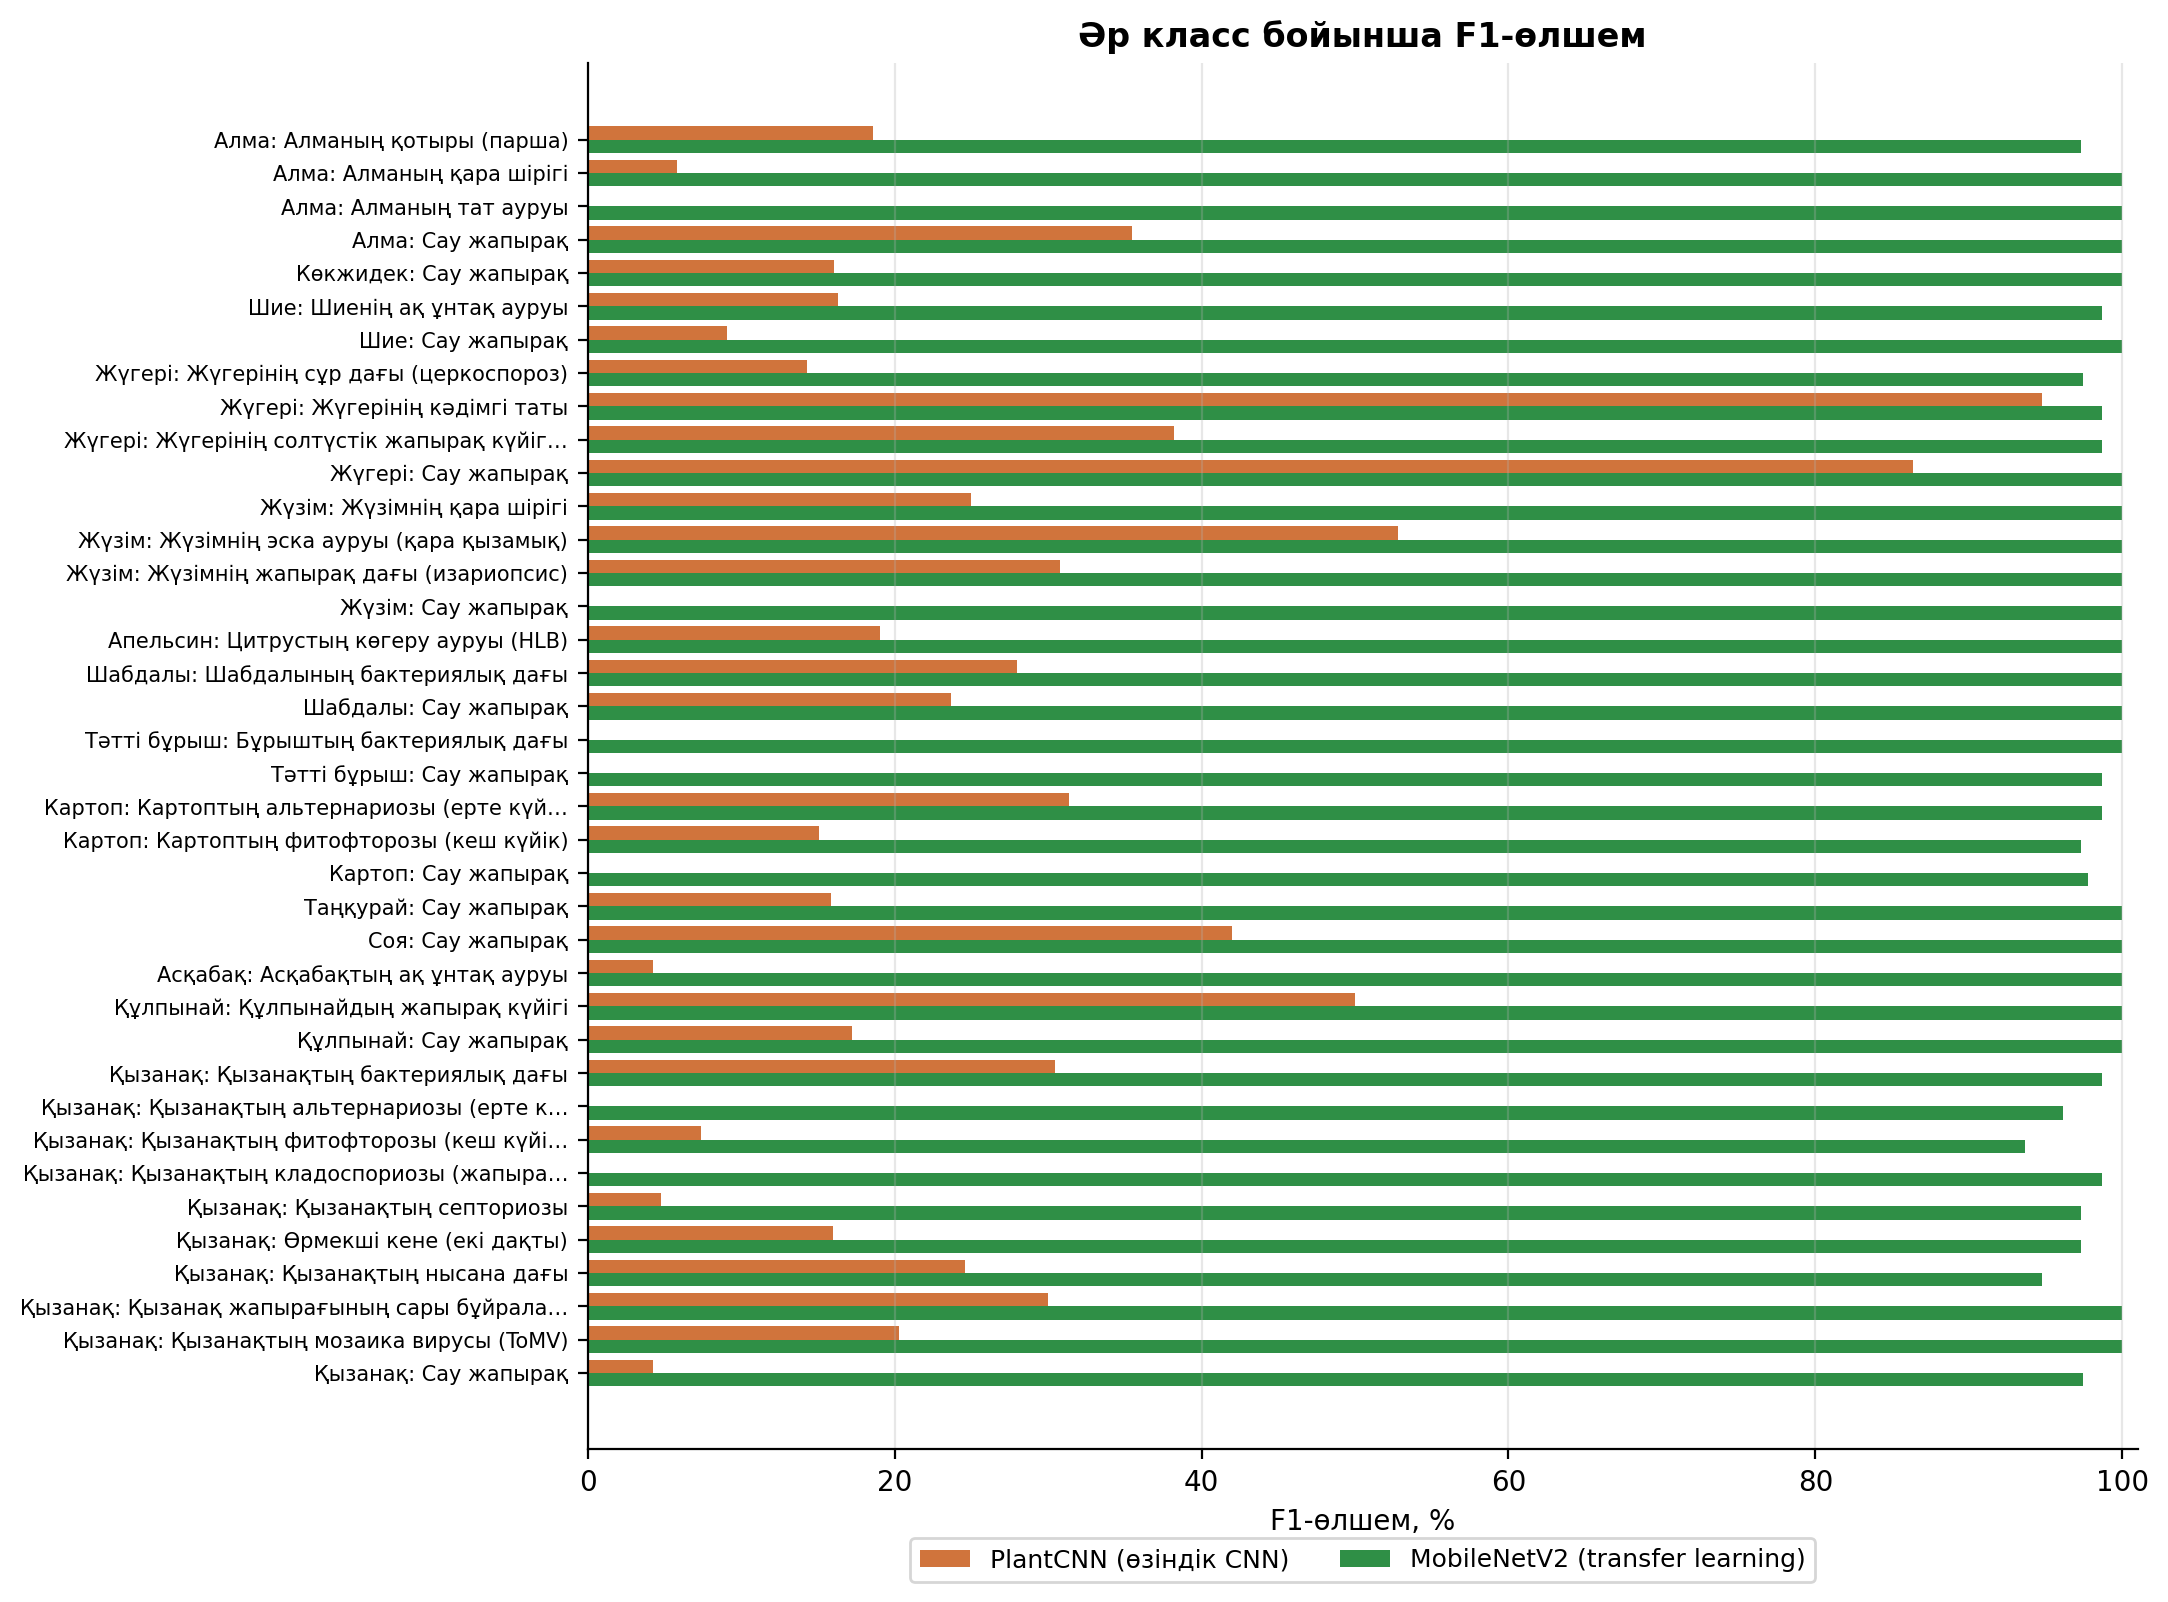 Әр класс бойынша F1-өлшем
Алма: Алманың қотыры (парша)
Алма: Алманың қара шірігі
Алма: Алманың тат ауруы
Алма: Сау жапырақ
Көкжидек: Сау жапырақ
Шие: Шиенің ақ ұнтақ ауруы
Шие: Сау жапырақ
Жүгері: Жүгерінің сұр дағы (церкоспороз)
Жүгері: Жүгерінің кәдімгі таты
Жүгері: Жүгерінің солтүстік жапырақ күйіг…
Жүгері: Сау жапырақ
Жүзім: Жүзімнің қара шірігі
Жүзім: Жүзімнің эска ауруы (қара қызамық)
Жүзім: Жүзімнің жапырақ дағы (изариопсис)
Жүзім: Сау жапырақ
Апельсин: Цитрустың көгеру ауруы (HLB)
Шабдалы: Шабдалының бактериялық дағы
Шабдалы: Сау жапырақ
Тәтті бұрыш: Бұрыштың бактериялық дағы
Тәтті бұрыш: Сау жапырақ
Картоп: Картоптың альтернариозы (ерте күй…
Картоп: Картоптың фитофторозы (кеш күйік)
Картоп: Сау жапырақ
Таңқурай: Сау жапырақ
Соя: Сау жапырақ
Асқабақ: Асқабақтың ақ ұнтақ ауруы
Құлпынай: Құлпынайдың жапырақ күйігі
Құлпынай: Сау жапырақ
Қызанақ: Қызанақтың бактериялық дағы
Қызанақ: Қызанақтың альтернариозы (ерте к…
Қызанақ: Қызанақтың фитофторозы (кеш күйі…
Қызанақ: Қызанақтың кладоспориозы (жапыра…
Қызанақ: Қызанақтың септориозы
Қызанақ: Өрмекші кене (екі дақты)
Қызанақ: Қызанақтың нысана дағы
Қызанақ: Қызанақ жапырағының сары бұйрала…
Қызанақ: Қызанақтың мозаика вирусы (ToMV)
Қызанақ: Сау жапырақ
0 20 40 60 80 100
F1-өлшем, %
PlantCNN (өзіндік CNN) MobileNetV2 (transfer learning)